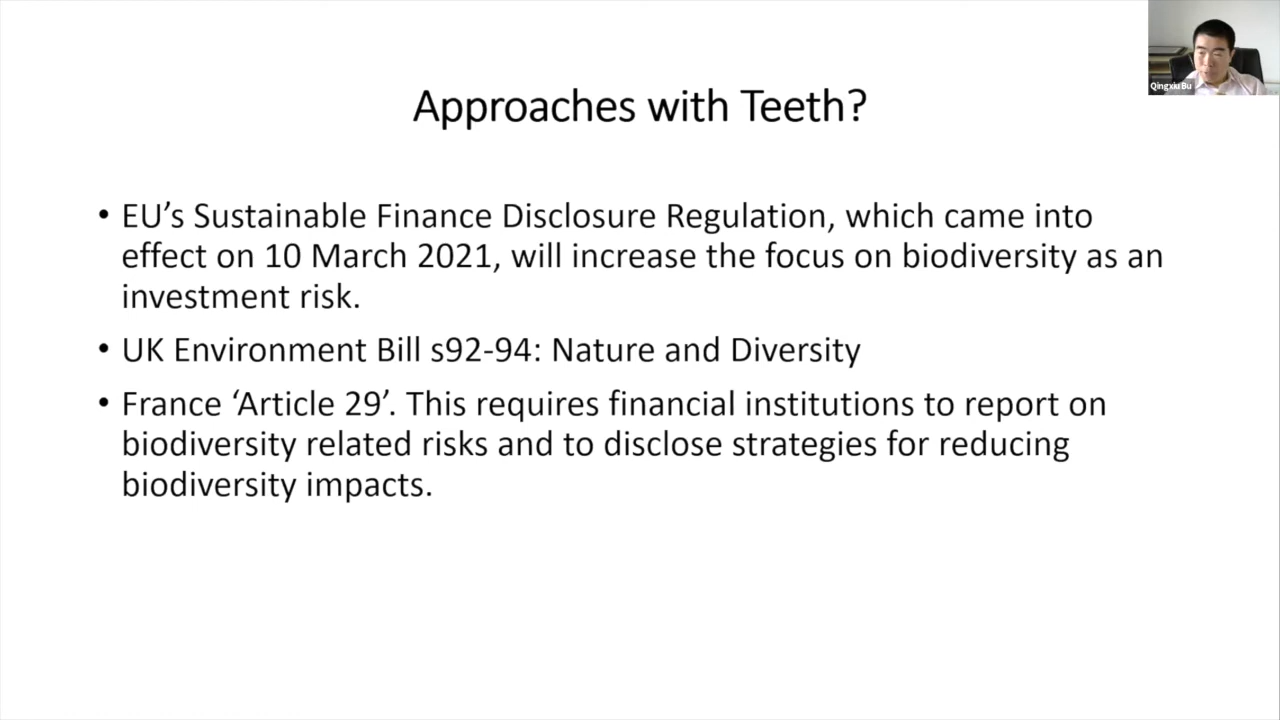 Qingxiu Bu
Approaches with Teeth?
• EU’s Sustainable Finance Disclosure Regulation, which came into
effect on 10 March 2021, will increase the focus on biodiversity as an
investment risk.
• UK Environment Bill s92-94: Nature and Diversity
• France ‘Article 29’. This requires financial institutions to report on
biodiversity related risks and to disclose strategies for reducing
biodiversity impacts.